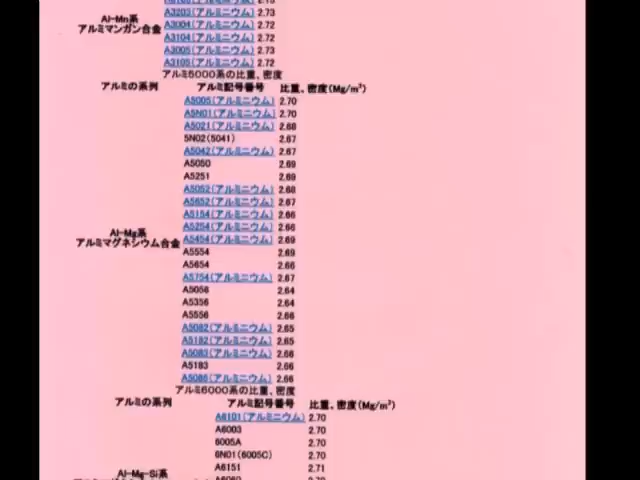 A3203(アルミニウム) 2.73
Al-Mn系
アルミマンガン合金
A3004(アルミニウム) 2.72
A3104(アルミニウム) 2.72
A3005(アルミニウム) 2.73
A3105(アルミニウム) 2.72
アルミ5000系の比重、密度
アルミの系列 アルミ記号番号 比重、密度(Mg/m³)
A5005(アルミニウム) 2.70
A5N01(アルミニウム) 2.70
A5021(アルミニウム) 2.68
5N02(5041) 2.67
A5042(アルミニウム) 2.67
A5050 2.69
A5251 2.69
A5052(アルミニウム) 2.68
A5652(アルミニウム) 2.67
A5154(アルミニウム) 2.66
A5254(アルミニウム) 2.66
Al-Mg系
アルミマグネシウム合金
A5454(アルミニウム) 2.69
A5554 2.69
A5654 2.66
A5754(アルミニウム) 2.67
A5056 2.64
A5356 2.64
A5556 2.66
A5082(アルミニウム) 2.65
A5182(アルミニウム) 2.65
A5083(アルミニウム) 2.66
A5183 2.66
A5086(アルミニウム) 2.66
アルミ6000系の比重、密度
アルミの系列 アルミ記号番号 比重、密度(Mg/m³)
A6101(アルミニウム) 2.70
A6003 2.70
6005A 2.70
6N01(6005C) 2.70
A6151 2.71
Al-Mg-Si系